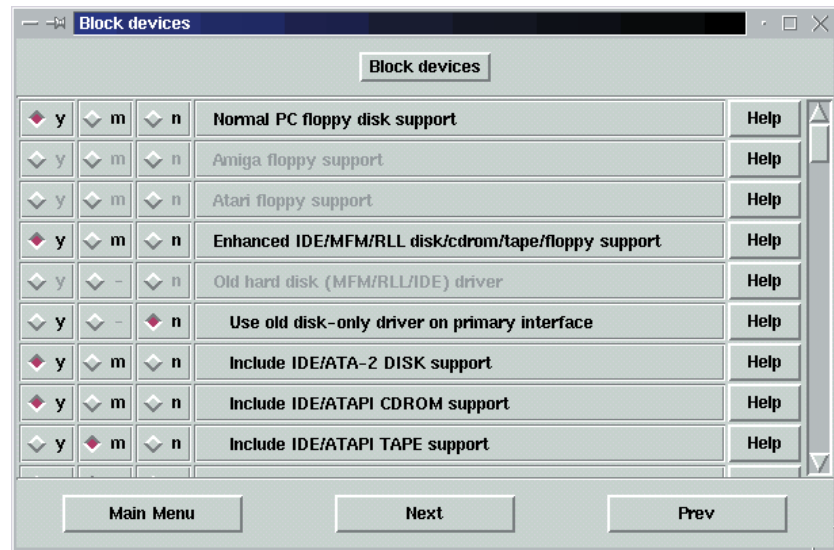 Block devices
Block devices
y m n Normal PC floppy disk support Help
y m n Amiga floppy support Help
y m n Atari floppy support Help
y m n Enhanced IDE/MFM/RLL disk/cdrom/tape/floppy support Help
y - n Old hard disk (MFM/RLL/IDE) driver Help
y - n Use old disk-only driver on primary interface Help
y m n Include IDE/ATA-2 DISK support Help
y m n Include IDE/ATAPI CDROM support Help
y m n Include IDE/ATAPI TAPE support Help
Main Menu Next Prev